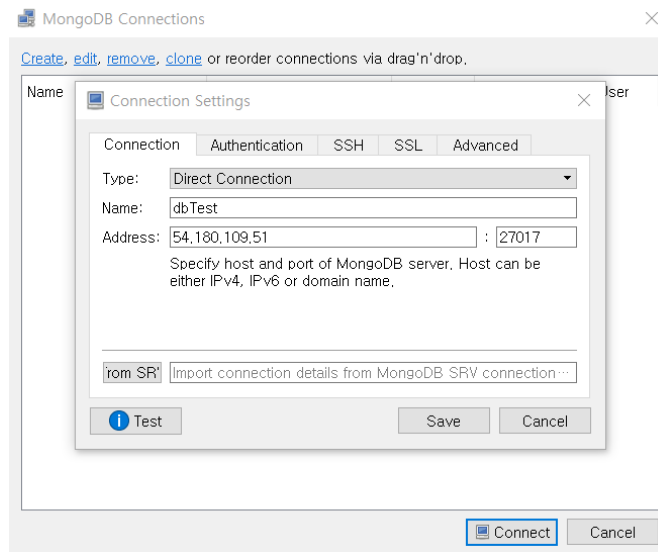 MongoDB Connections
Create, edit, remove, clone or reorder connections via drag'n'drop.
Name
Jser
Connection Settings
Connection Authentication SSH SSL Advanced
Type: Direct Connection
Name: dbTest
Address: 54.180.109.51 : 27017
Specify host and port of MongoDB server. Host can be
either IPv4, IPv6 or domain name.
rom SR Import connection details from MongoDB SRV connection···
Test Save Cancel
Connect Cancel